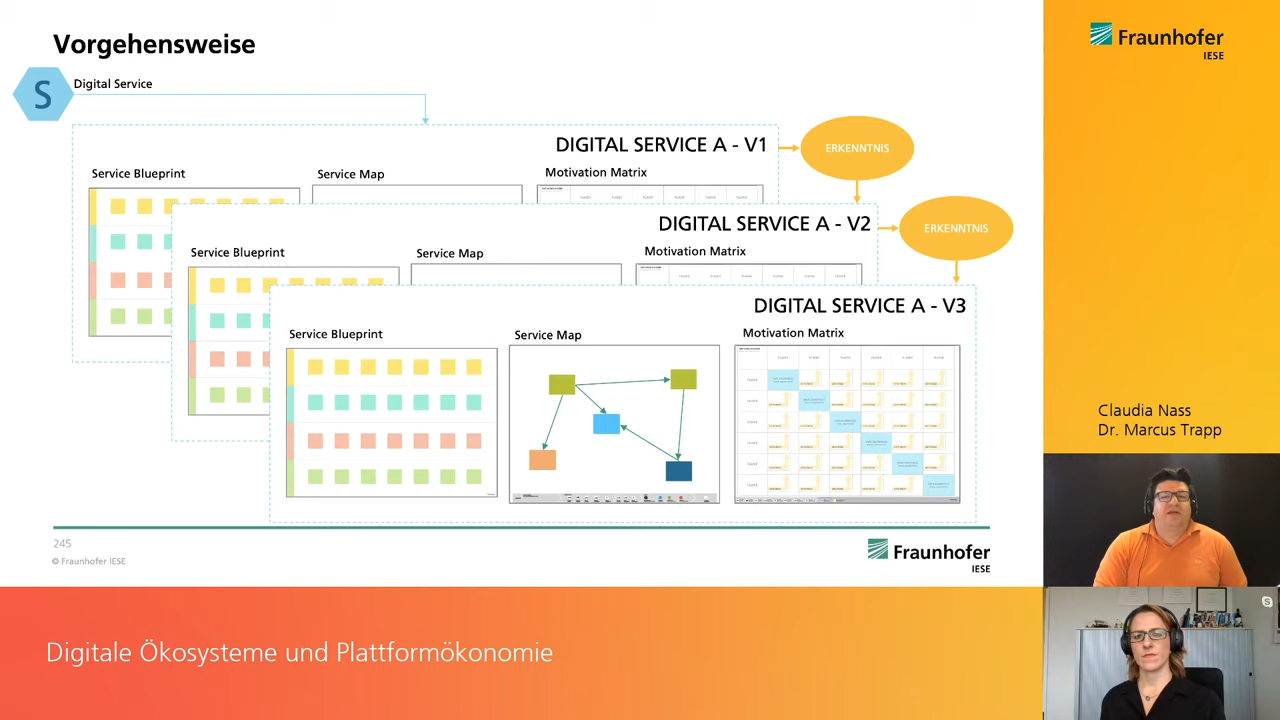 Vorgehensweise
S
Digital Service
DIGITAL SERVICE A - V1
ERKENNTNIS
Service Blueprint
Service Map
Motivation Matrix
DIGITAL SERVICE A - V2
ERKENNTNIS
Service Blueprint
Service Map
Motivation Matrix
DIGITAL SERVICE A - V3
Service Blueprint
Service Map
Motivation Matrix
245
© Fraunhofer IESE
Fraunhofer
IESE
Digitale Ökosysteme und Plattformökonomie
Fraunhofer
IESE
Claudia Nass
Dr. Marcus Trapp